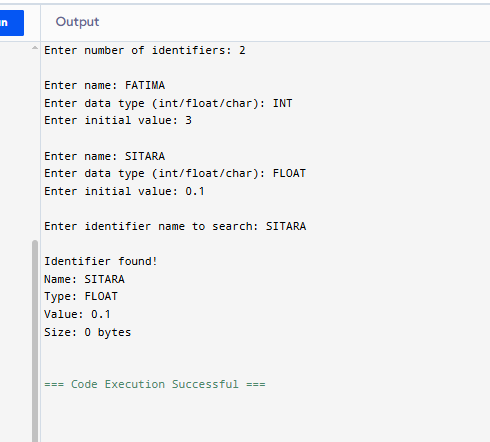 n
Output
Enter number of identifiers: 2
Enter name: FATIMA
Enter data type (int/float/char): INT
Enter initial value: 3
Enter name: SITARA
Enter data type (int/float/char): FLOAT
Enter initial value: 0.1
Enter identifier name to search: SITARA
Identifier found!
Name: SITARA
Type: FLOAT
Value: 0.1
Size: 0 bytes
=== Code Execution Successful ===